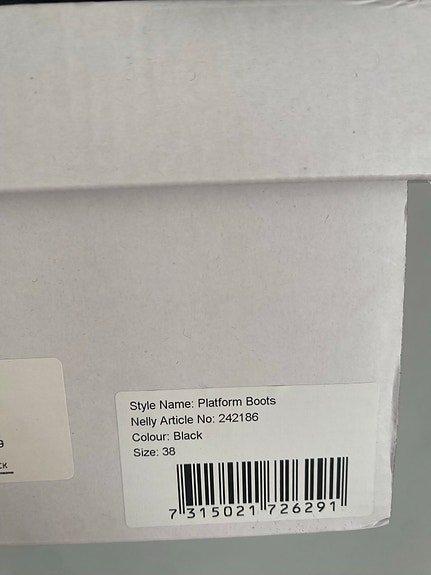 Style Name: Platform Boots
Nelly Article No: 242186
Colour: Black
Size: 38
7 315021 726291